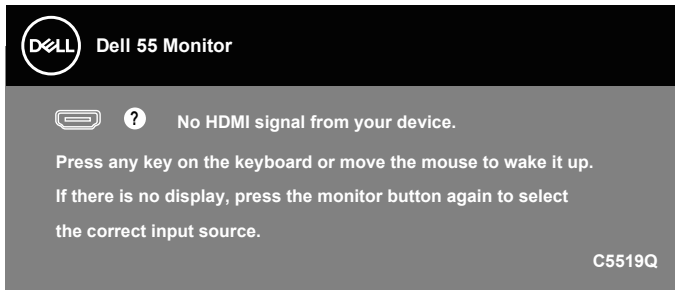 DELL Dell 55 Monitor
? No HDMI signal from your device.
Press any key on the keyboard or move the mouse to wake it up.
If there is no display, press the monitor button again to select
the correct input source.
C5519Q